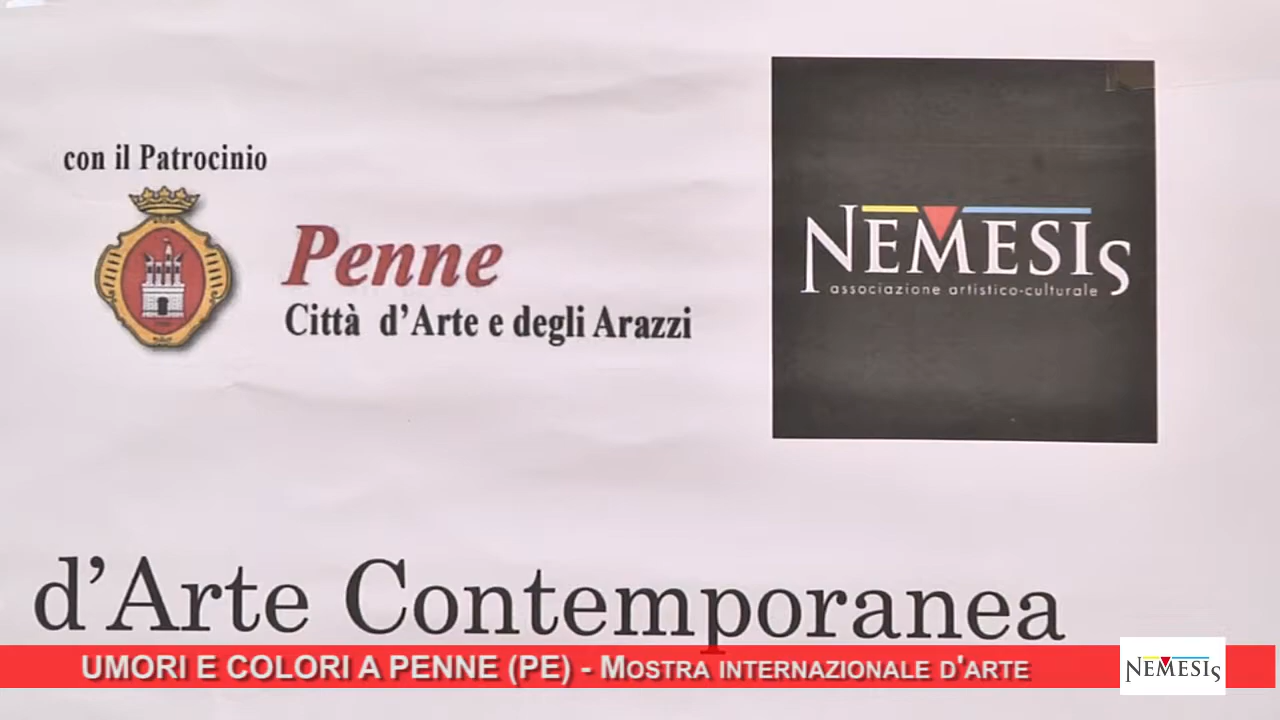 con il Patrocinio
Penne
Città d'Arte e degli Arazzi
NEMESIS
associazione artistico-culturale
d'Arte Contemporanea
UMORI E COLORI A PENNE (PE) - MOSTRA INTERNAZIONALE D'ARTE
NEMESIS